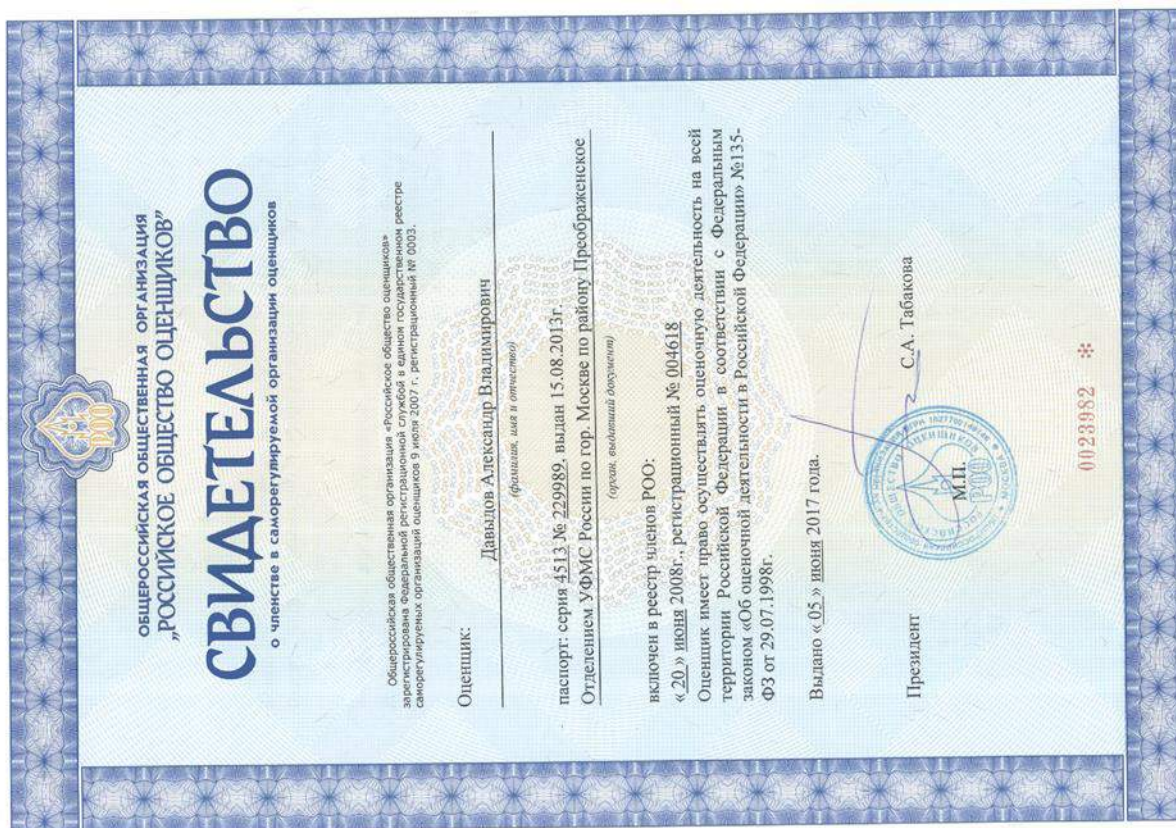 РОО
ОБЩЕРОССИЙСКАЯ ОБЩЕСТВЕННАЯ ОРГАНИЗАЦИЯ
„РОССИЙСКОЕ ОБЩЕСТВО ОЦЕНЩИКОВ”
СВИДЕТЕЛЬСТВО
о членстве в саморегулируемой организации оценщиков
Общероссийская общественная организация «Российское общество оценщиков»
зарегистрирована Федеральной регистрационной службой в едином государственном реестре
саморегулируемых организаций оценщиков 9 июля 2007 г. регистрационный № 0003.
Оценщик:
Давыдов Александр Владимирович
(фамилия, имя и отчество)
паспорт: серия 4513 № 229989, выдан 15.08.2013г.
Отделением УФМС России по гор. Москве по району Преображенское
(орган, выдавший документ)
включен в реестр членов РОО:
« 20 » июня 2008г., регистрационный № 004618
Оценщик имеет право осуществлять оценочную деятельность на всей
территории Российской Федерации в соответствии с Федеральным
законом «Об оценочной деятельности в Российской Федерации» №135-
ФЗ от 29.07.1998г.
Выдано « 05 » июня 2017 года.
Президент С.А. Табакова
М.П.
РОО
0023982 *